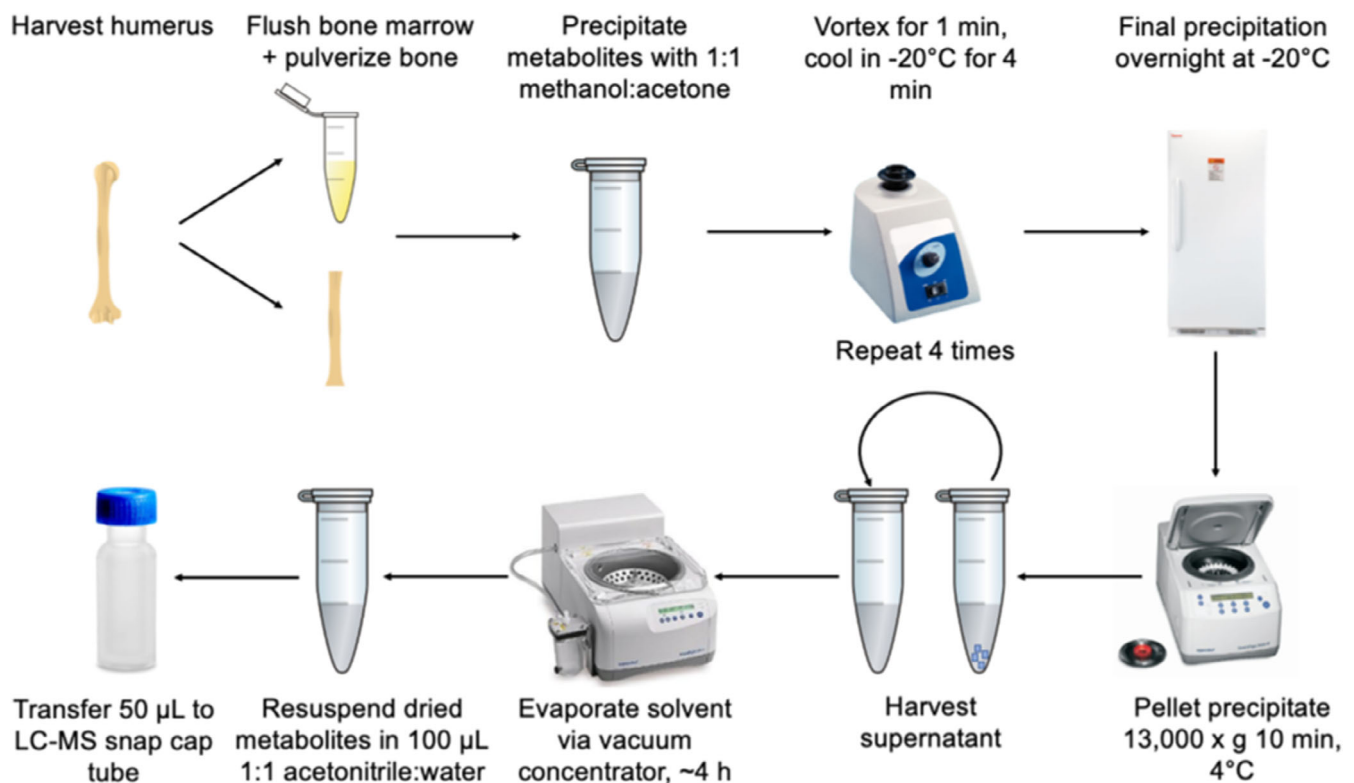 Harvest humerus
Flush bone marrow
+ pulverize bone
Precipitate
metabolites with 1:1
methanol:acetone
Vortex for 1 min,
cool in -20°C for 4
min
Final precipitation
overnight at -20°C
Repeat 4 times
Transfer 50 µL to
LC-MS snap cap
tube
Resuspend dried
metabolites in 100 µL
1:1 acetonitrile:water
Evaporate solvent
via vacuum
concentrator, ~4 h
Harvest
supernatant
Pellet precipitate
13,000 x g 10 min,
4°C